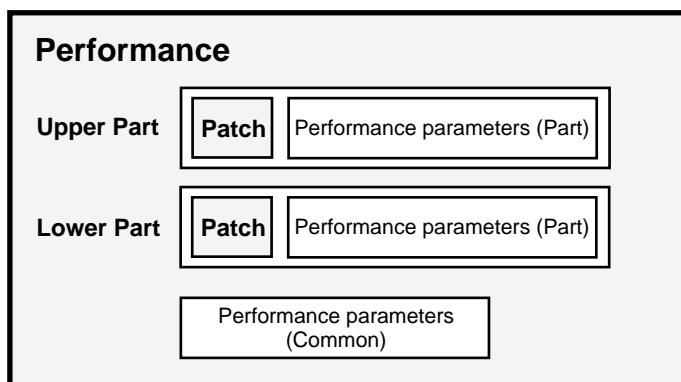 Performance
Upper Part Patch Performance parameters (Part)
Lower Part Patch Performance parameters (Part)
Performance parameters
(Common)